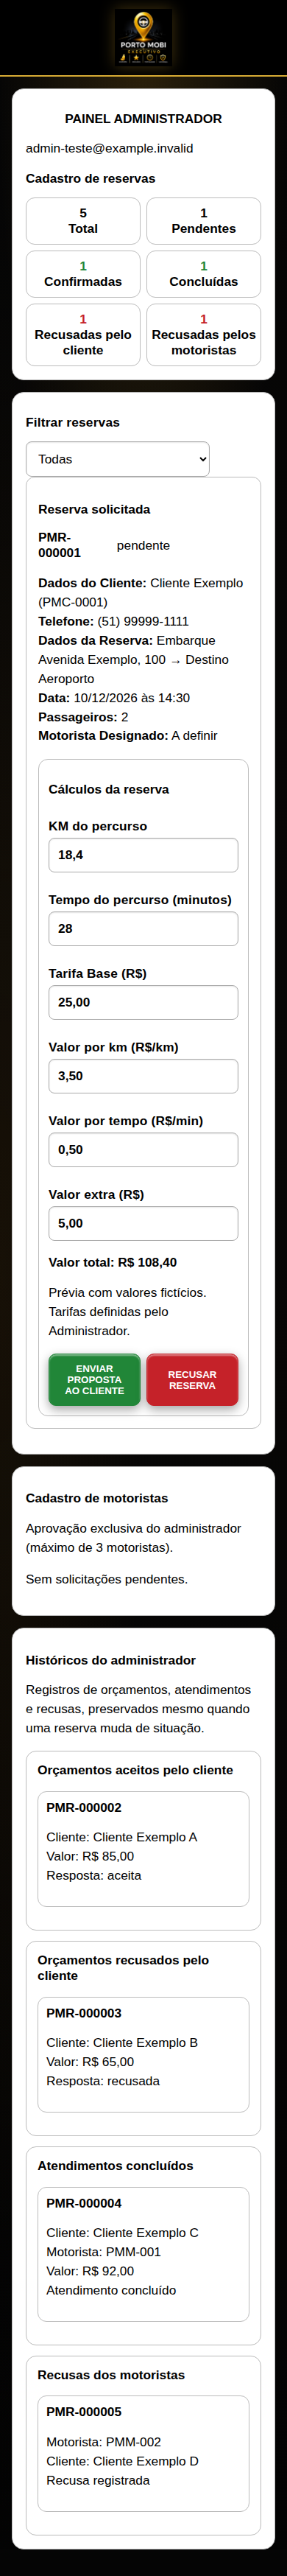 PORTO MOBI
EXECUTIVO
PAINEL ADMINISTRADOR
admin-teste@example.invalid
Cadastro de reservas
5
Total
1
Pendentes
1
Confirmadas
1
Concluídas
1
Recusadas pelo
cliente
1
Recusadas pelos
motoristas
Filtrar reservas
Todas
Reserva solicitada
PMR-
000001
pendente
Dados do Cliente: Cliente Exemplo
(PMC-0001)
Telefone: (51) 99999-1111
Dados da Reserva: Embarque
Avenida Exemplo, 100 → Destino
Aeroporto
Data: 10/12/2026 às 14:30
Passageiros: 2
Motorista Designado: A definir
Cálculos da reserva
KM do percurso
18,4
Tempo do percurso (minutos)
28
Tarifa Base (R$)
25,00
Valor por km (R$/km)
3,50
Valor por tempo (R$/min)
0,50
Valor extra (R$)
5,00
Valor total: R$ 108,40
Prévia com valores fictícios.
Tarifas definidas pelo
Administrador.
ENVIAR
PROPOSTA
AO CLIENTE
RECUSAR
RESERVA
Cadastro de motoristas
Aprovação exclusiva do administrador
(máximo de 3 motoristas).
Sem solicitações pendentes.
Históricos do administrador
Registros de orçamentos, atendimentos
e recusas, preservados mesmo quando
uma reserva muda de situação.
Orçamentos aceitos pelo cliente
PMR-000002
Cliente: Cliente Exemplo A
Valor: R$ 85,00
Resposta: aceita
Orçamentos recusados pelo
cliente
PMR-000003
Cliente: Cliente Exemplo B
Valor: R$ 65,00
Resposta: recusada
Atendimentos concluídos
PMR-000004
Cliente: Cliente Exemplo C
Motorista: PMM-001
Valor: R$ 92,00
Atendimento concluído
Recusas dos motoristas
PMR-000005
Motorista: PMM-002
Cliente: Cliente Exemplo D
Recusa registrada